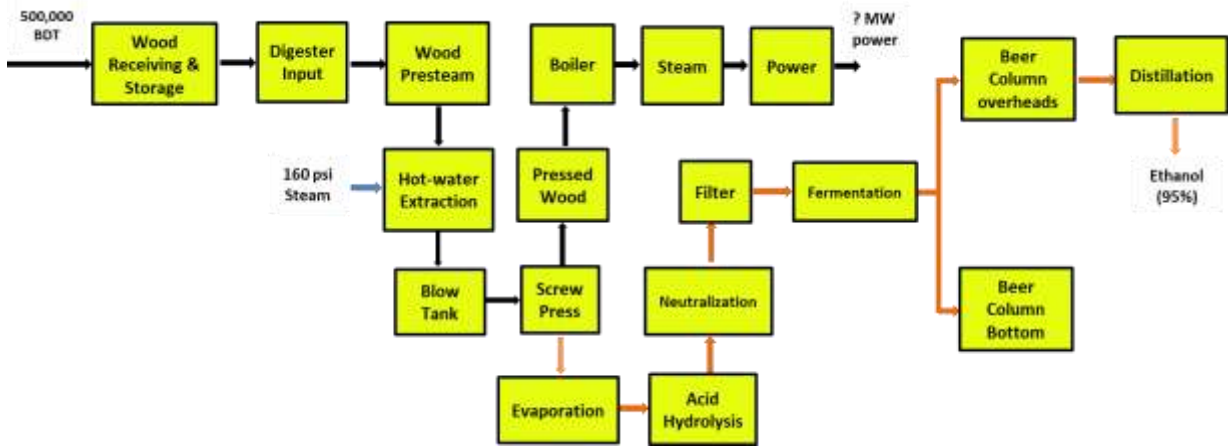 500,000
BDT
Wood
Receiving &
Storage
Digester
Input
Wood
Presteam
Boiler
Steam
Power
? MW
power
Beer
Column
overheads
Distillation
160 psi
Steam
Hot-water
Extraction
Pressed
Wood
Filter
Fermentation
Ethanol
(95%)
Blow
Tank
Screw
Press
Neutralization
Beer
Column
Bottom
Evaporation
Acid
Hydrolysis